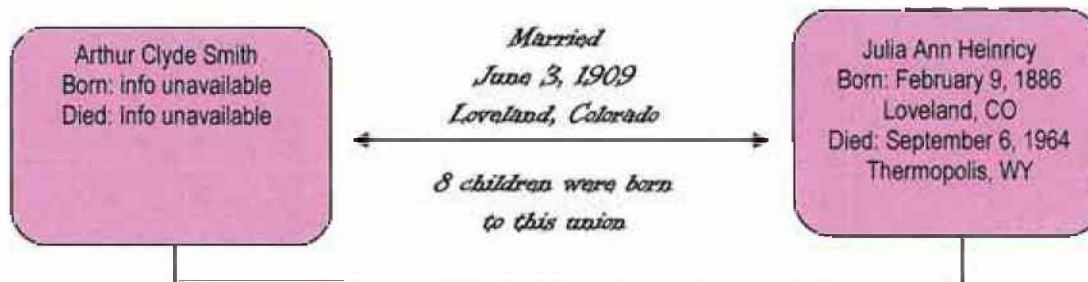 Arthur Clyde Smith
Born: info unavailable
Died: Info unavailable
Married
June 3, 1909
Loveland, Colorado
8 children were born
to this union
Julia Ann Heinricy
Born: February 9, 1886
Loveland, CO
Died: September 6, 1964
Thermopolis, WY